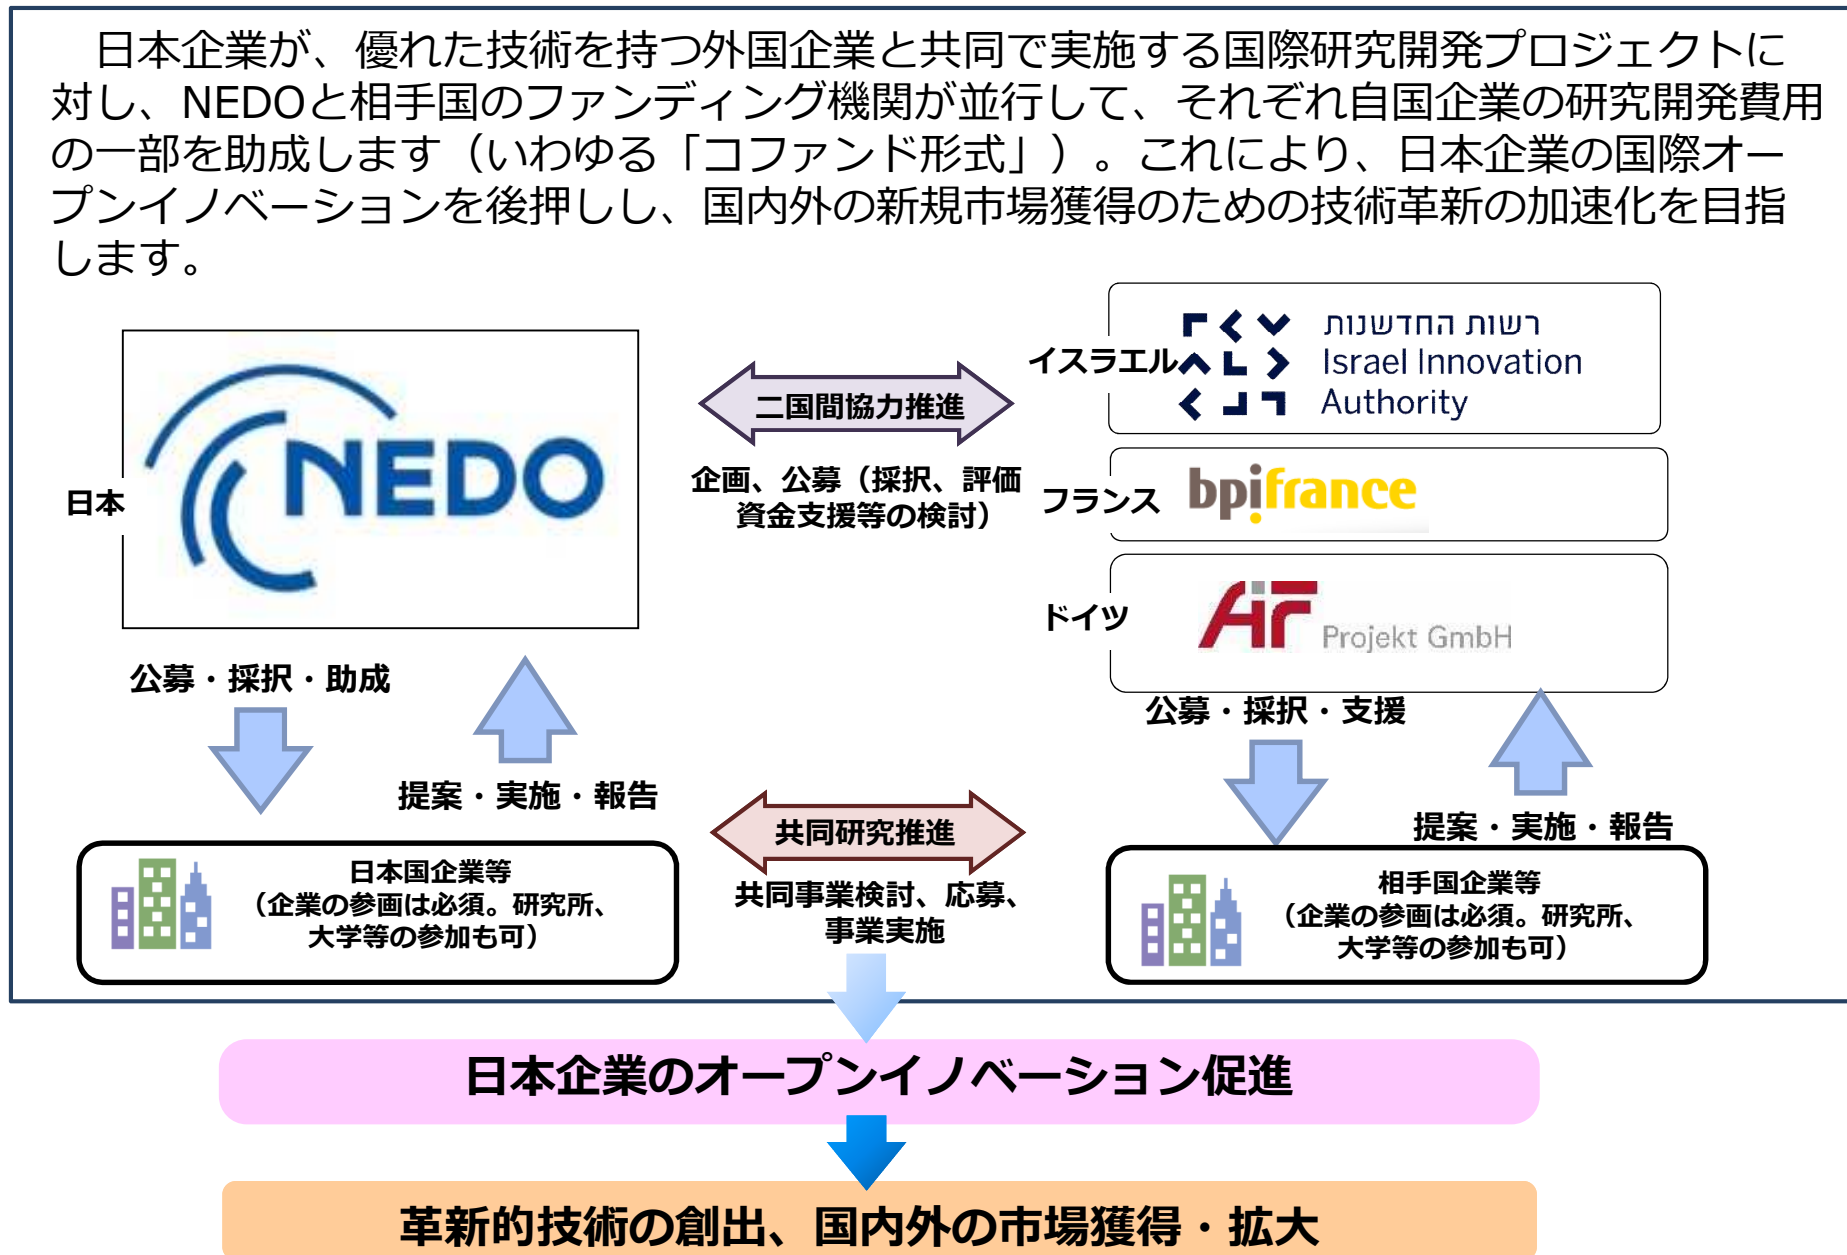 日本企業が、優れた技術を持つ外国企業と共同で実施する国際研究開発プロジェクトに
対し、NEDOと相手国のファンディング機関が並行して、それぞれ自国企業の研究開発費用
の一部を助成します（いわゆる「コファンド形式」）。これにより、日本企業の国際オー
プンイノベーションを後押しし、国内外の新規市場獲得のための技術革新の加速化を目指
します。
日本
NEDO
二国間協力推進
企画、公募（採択、評価
資金支援等の検討）
イスラエル
רשות החדשנות
Israel Innovation
Authority
フランス
bpifrance
ドイツ
AiF
Projekt GmbH
公募・採択・助成
提案・実施・報告
公募・採択・支援
提案・実施・報告
日本国企業等
（企業の参画は必須。研究所、
大学等の参加も可）
共同研究推進
共同事業検討、応募、
事業実施
相手国企業等
（企業の参画は必須。研究所、
大学等の参加も可）
日本企業のオープンイノベーション促進
革新的技術の創出、国内外の市場獲得・拡大